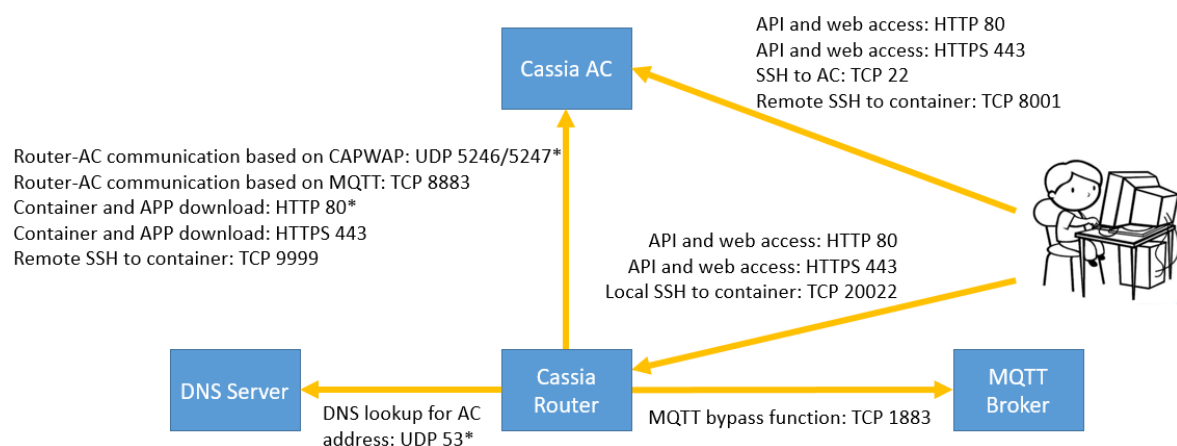 API and web access: HTTP 80
API and web access: HTTPS 443
SSH to AC: TCP 22
Remote SSH to container: TCP 8001
Cassia AC
Router-AC communication based on CAPWAP: UDP 5246/5247*
Router-AC communication based on MQTT: TCP 8883
Container and APP download: HTTP 80*
Container and APP download: HTTPS 443
Remote SSH to container: TCP 9999
API and web access: HTTP 80
API and web access: HTTPS 443
Local SSH to container: TCP 20022
DNS Server
DNS lookup for AC
address: UDP 53*
Cassia
Router
MQTT bypass function: TCP 1883
MQTT
Broker